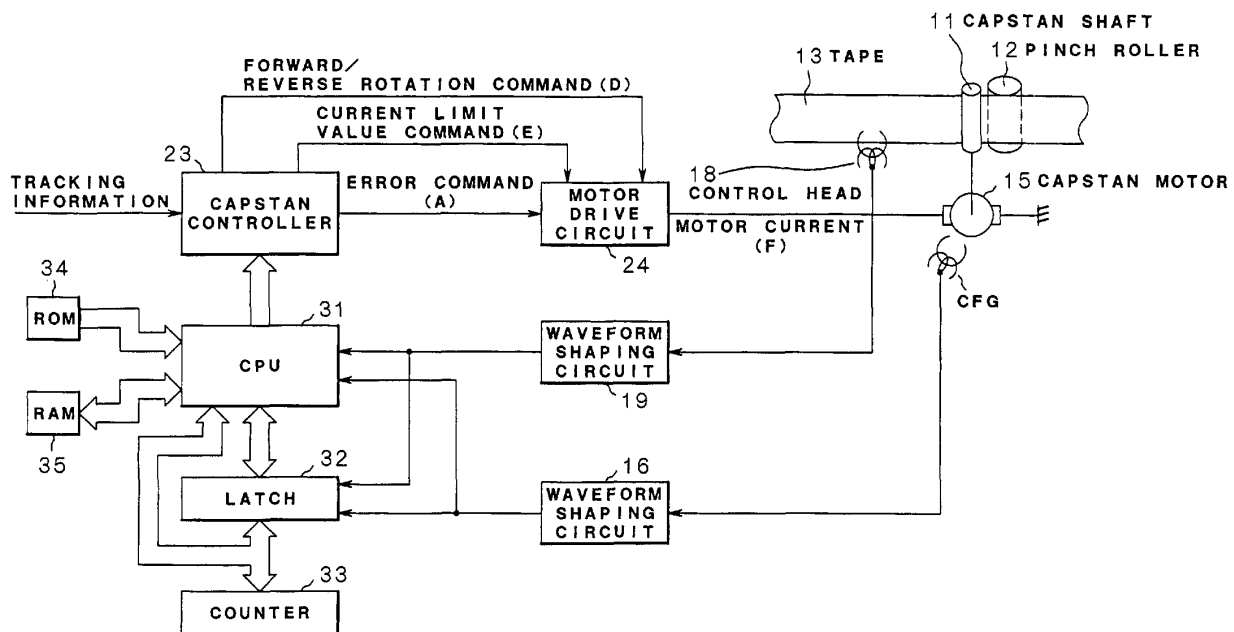 11 CAPSTAN SHAFT
12 PINCH ROLLER
13 TAPE
FORWARD/
REVERSE ROTATION COMMAND (D)
CURRENT LIMIT
VALUE COMMAND (E)
23
TRACKING
INFORMATION
CAPSTAN
CONTROLLER
ERROR COMMAND
(A)
MOTOR
DRIVE
CIRCUIT
24
18
CONTROL HEAD
MOTOR CURRENT
(F)
15 CAPSTAN MOTOR
CFG
34
ROM
31
CPU
WAVEFORM
SHAPING
CIRCUIT
19
RAM
35
32
LATCH
16
WAVEFORM
SHAPING
CIRCUIT
33
COUNTER